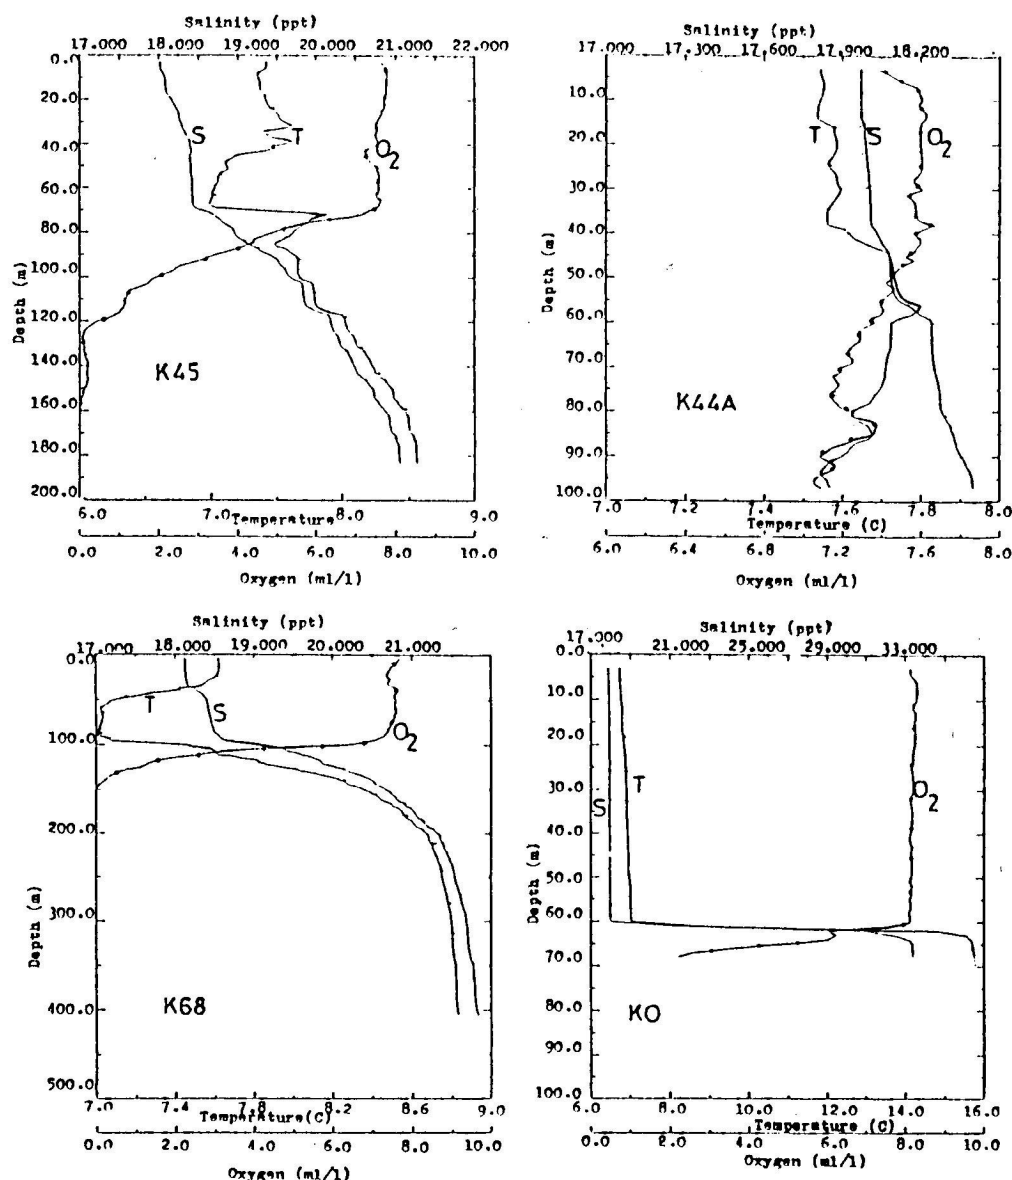 Salinity (ppt)
17.000 18.000 19.000 20.000 21.000 22.000
0.0
20.0
40.0
60.0
80.0
100.0
120.0
140.0
160.0
180.0
200.0
Depth (m)
S T O2
K45
6.0 7.0 8.0 9.0
Temperature
0.0 2.0 4.0 6.0 8.0 10.0
Oxygen (ml/l)
Salinity (ppt)
17.000 17.300 17.600 17.900 18.200
10.0
20.0
30.0
40.0
50.0
60.0
70.0
80.0
90.0
100.0
Depth (m)
T S O2
K44A
7.0 7.2 7.4 7.6 7.8 8.0
Temperature (C)
6.0 6.4 6.8 7.2 7.6 8.0
Oxygen (ml/l)
Salinity (ppt)
17.000 18.000 19.000 20.000 21.000
0.0
100.0
200.0
300.0
400.0
500.0
Depth (m)
T S O2
K68
7.0 7.4 7.8 8.2 8.6 9.0
Temperature(C)
0.0 2.0 4.0 6.0 8.0 10.0
Oxygen (ml/l)
Salinity (ppt)
17.000 21.000 25.000 29.000 33.000
0.0
10.0
20.0
30.0
40.0
50.0
60.0
70.0
80.0
90.0
100.0
Depth (m)
S T O2
K0
6.0 8.0 10.0 12.0 14.0 16.0
Temperature (C)
0.0 2.0 4.0 6.0 8.0 10.0
Oxygen (ml/l)